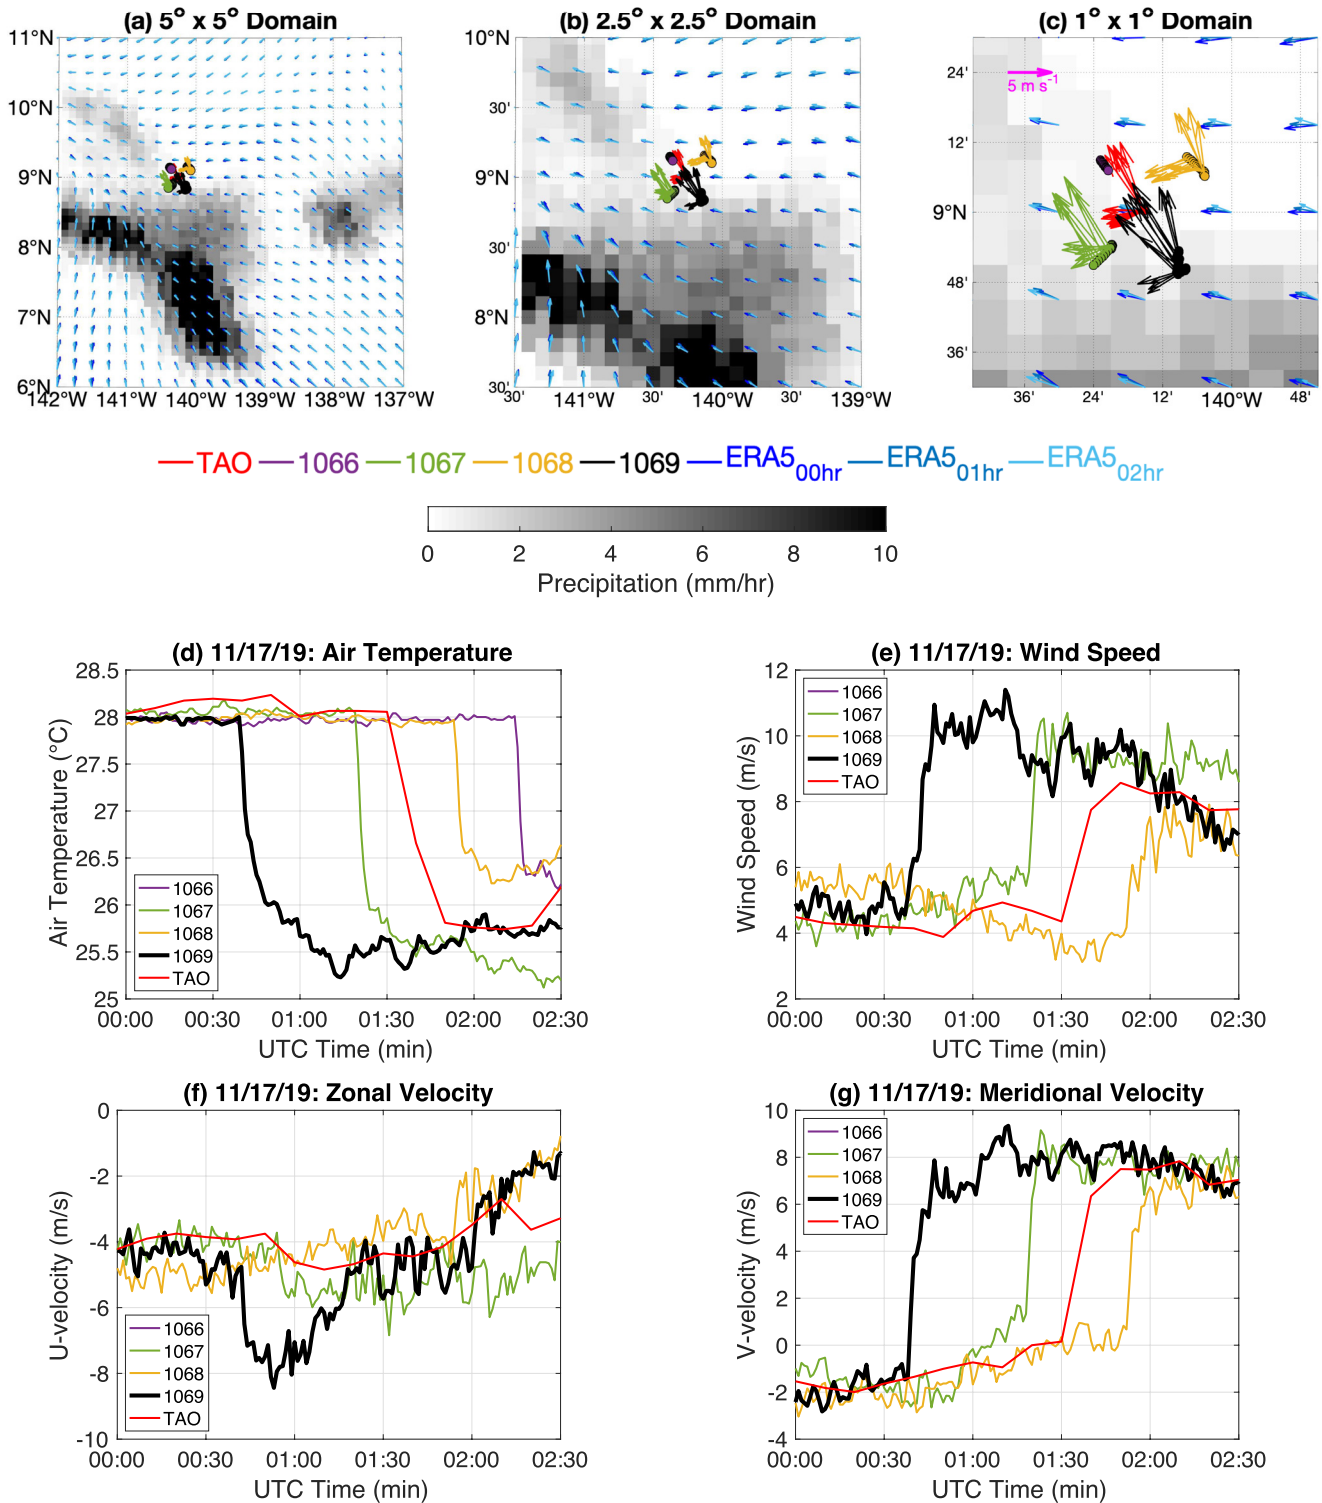 (a) 5° x 5° Domain
(b) 2.5° x 2.5° Domain
(c) 1° x 1° Domain
11°N
10°N
9°N
8°N
7°N
6°N
142°W 141°W 140°W 139°W 138°W 137°W
10°N
30'
9°N
30'
8°N
30'
30' 141°W 30' 140°W 30' 139°W
24'
12'
9°N
48'
36'
36' 24' 12' 140°W 48'
5 m s-1
TAO 1066 1067 1068 1069 ERA5 00hr ERA5 01hr ERA5 02hr
0 2 4 6 8 10
Precipitation (mm/hr)
(d) 11/17/19: Air Temperature
28.5
28
27.5
27
26.5
26
25.5
25
Air Temperature (°C)
1066
1067
1068
1069
TAO
00:00 00:30 01:00 01:30 02:00 02:30
UTC Time (min)
(e) 11/17/19: Wind Speed
12
10
8
6
4
2
Wind Speed (m/s)
1066
1067
1068
1069
TAO
00:00 00:30 01:00 01:30 02:00 02:30
UTC Time (min)
(f) 11/17/19: Zonal Velocity
0
-2
-4
-6
-8
-10
U-velocity (m/s)
1066
1067
1068
1069
TAO
00:00 00:30 01:00 01:30 02:00 02:30
UTC Time (min)
(g) 11/17/19: Meridional Velocity
10
8
6
4
2
0
-2
-4
V-velocity (m/s)
1066
1067
1068
1069
TAO
00:00 00:30 01:00 01:30 02:00 02:30
UTC Time (min)